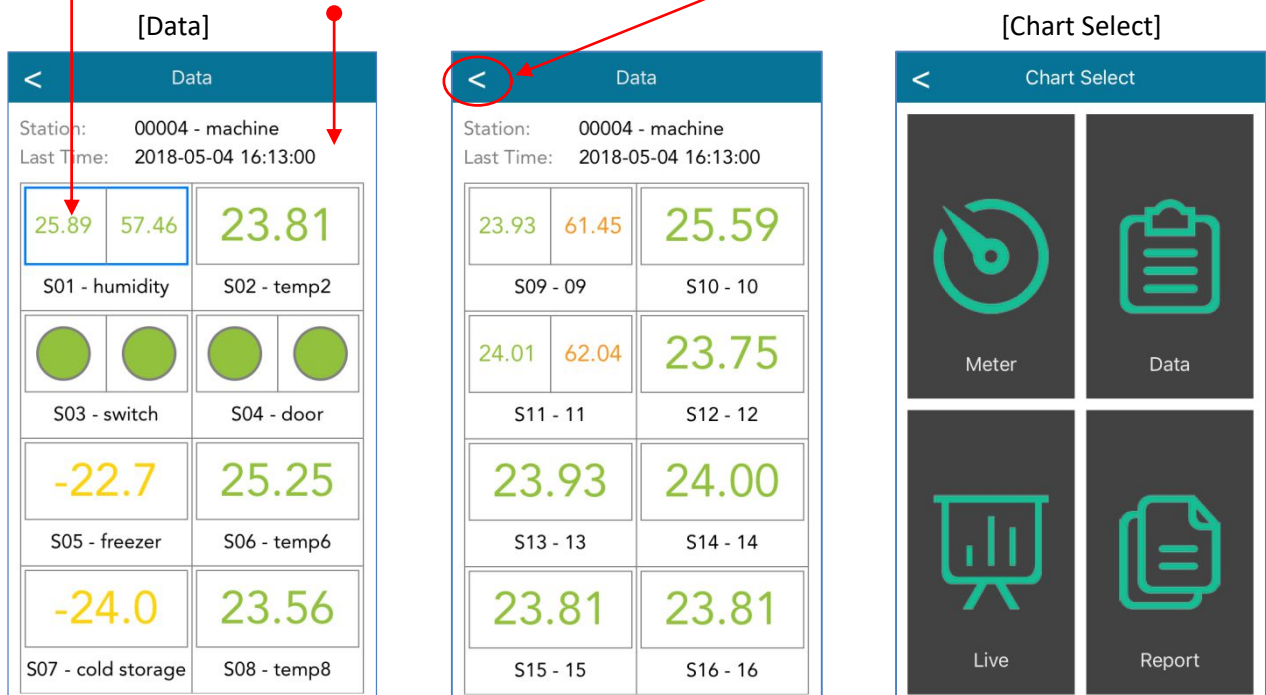 [Data]
< Data
Station: 00004 - machine
Last Time: 2018-05-04 16:13:00
25.89 57.46 23.81
S01 - humidity S02 - temp2
S03 - switch S04 - door
-22.7 25.25
S05 - freezer S06 - temp6
-24.0 23.56
S07 - cold storage S08 - temp8
< Data
Station: 00004 - machine
Last Time: 2018-05-04 16:13:00
23.93 61.45 25.59
S09 - 09 S10 - 10
24.01 62.04 23.75
S11 - 11 S12 - 12
23.93 24.00
S13 - 13 S14 - 14
23.81 23.81
S15 - 15 S16 - 16
[Chart Select]
< Chart Select
Meter Data
Live Report